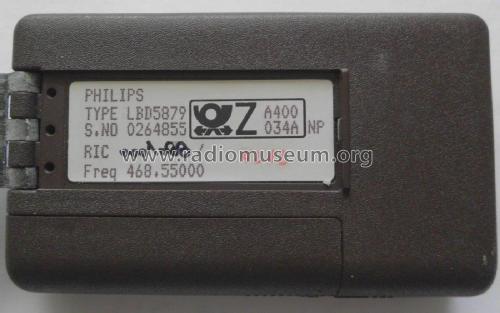 PHILIPS
TYPE LBD5879 Z A400
S.NO 0264855 034A NP
RIC
www.radiomuseum.org
Freq 468.55000